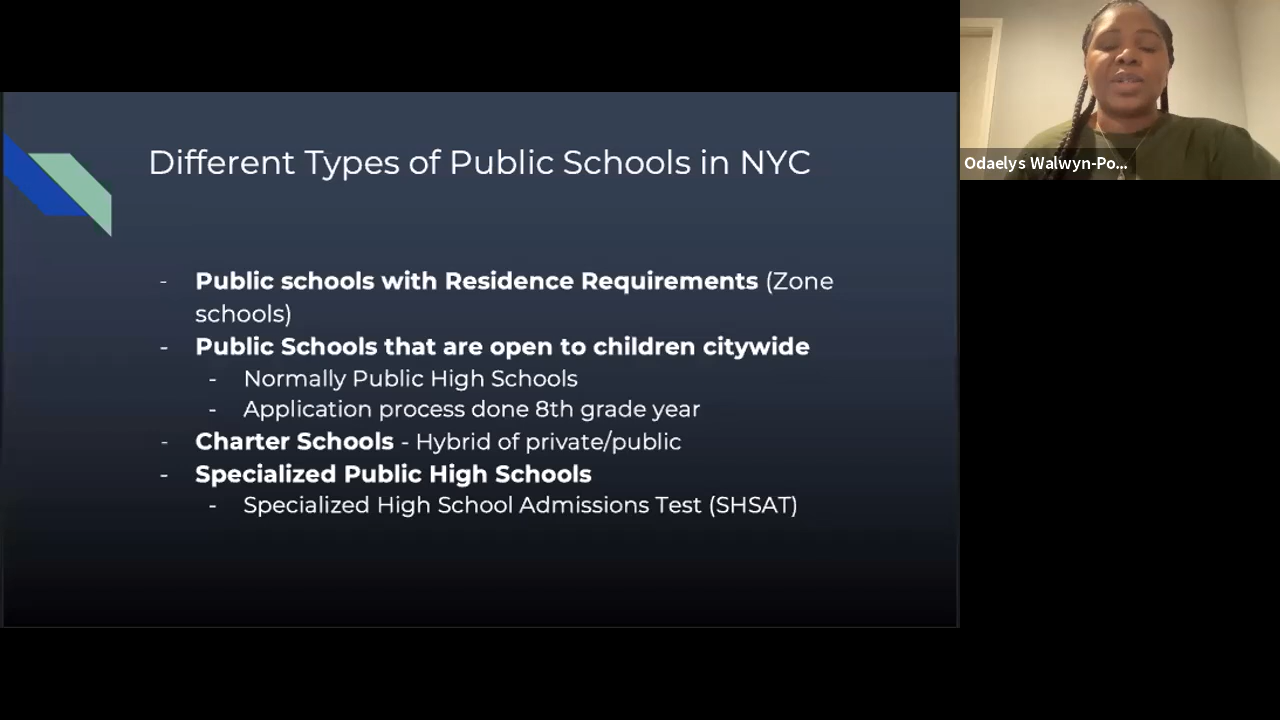 Different Types of Public Schools in NYC
- Public schools with Residence Requirements (Zone
schools)
- Public Schools that are open to children citywide
- Normally Public High Schools
- Application process done 8th grade year
- Charter Schools - Hybrid of private/public
- Specialized Public High Schools
- Specialized High School Admissions Test (SHSAT)
Odaelys Walwyn-Po...